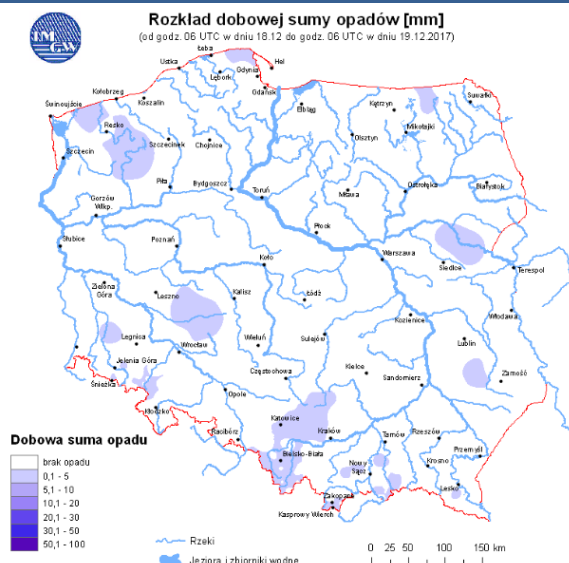 IM
GW
Rozkład dobowej sumy opadów [mm]
(od godz. 06 UTC w dniu 18.12 do godz. 06 UTC w dniu 19.12.2017)
Łeba
Hel
Ustka
Gdynia
Lębork
Suwałki
Gdańsk
Kołobrzeg
Koszalin
Elbląg
Kętrzyn
Świnoujście
Resko
Mikołajki
Szczecinek
Chojnice
Olsztyn
Szczecin
Piła
Bydgoszcz
Toruń
Mława
Ostrołęka
Białystok
Gorzów
Wlkp.
Płock
Słubice
Poznań
Koło
Warszawa
Siedlce
Terespol
Zielona
Góra
Leszno
Kalisz
Łódź
Kozienice
Włodawa
Legnica
Wrocław
Wieluń
Sulejów
Lublin
Jelenia Góra
Częstochowa
Kielce
Zamość
Śnieżka
Opole
Sandomierz
Kłodzko
Katowice
Racibórz
Kraków
Tarnów
Rzeszów
Bielsko-Biała
Nowy
Sącz
Krosno
Przemyśl
Lesko
Zakopane
Kasprowy Wierch
Dobowa suma opadu
brak opadu
0,1 - 5
5,1 - 10
10,1 - 20
20,1 - 30
30,1 - 50
50,1 - 100
Rzeki
Jeziora i zbiorniki wodne
0 25 50 100 150 km